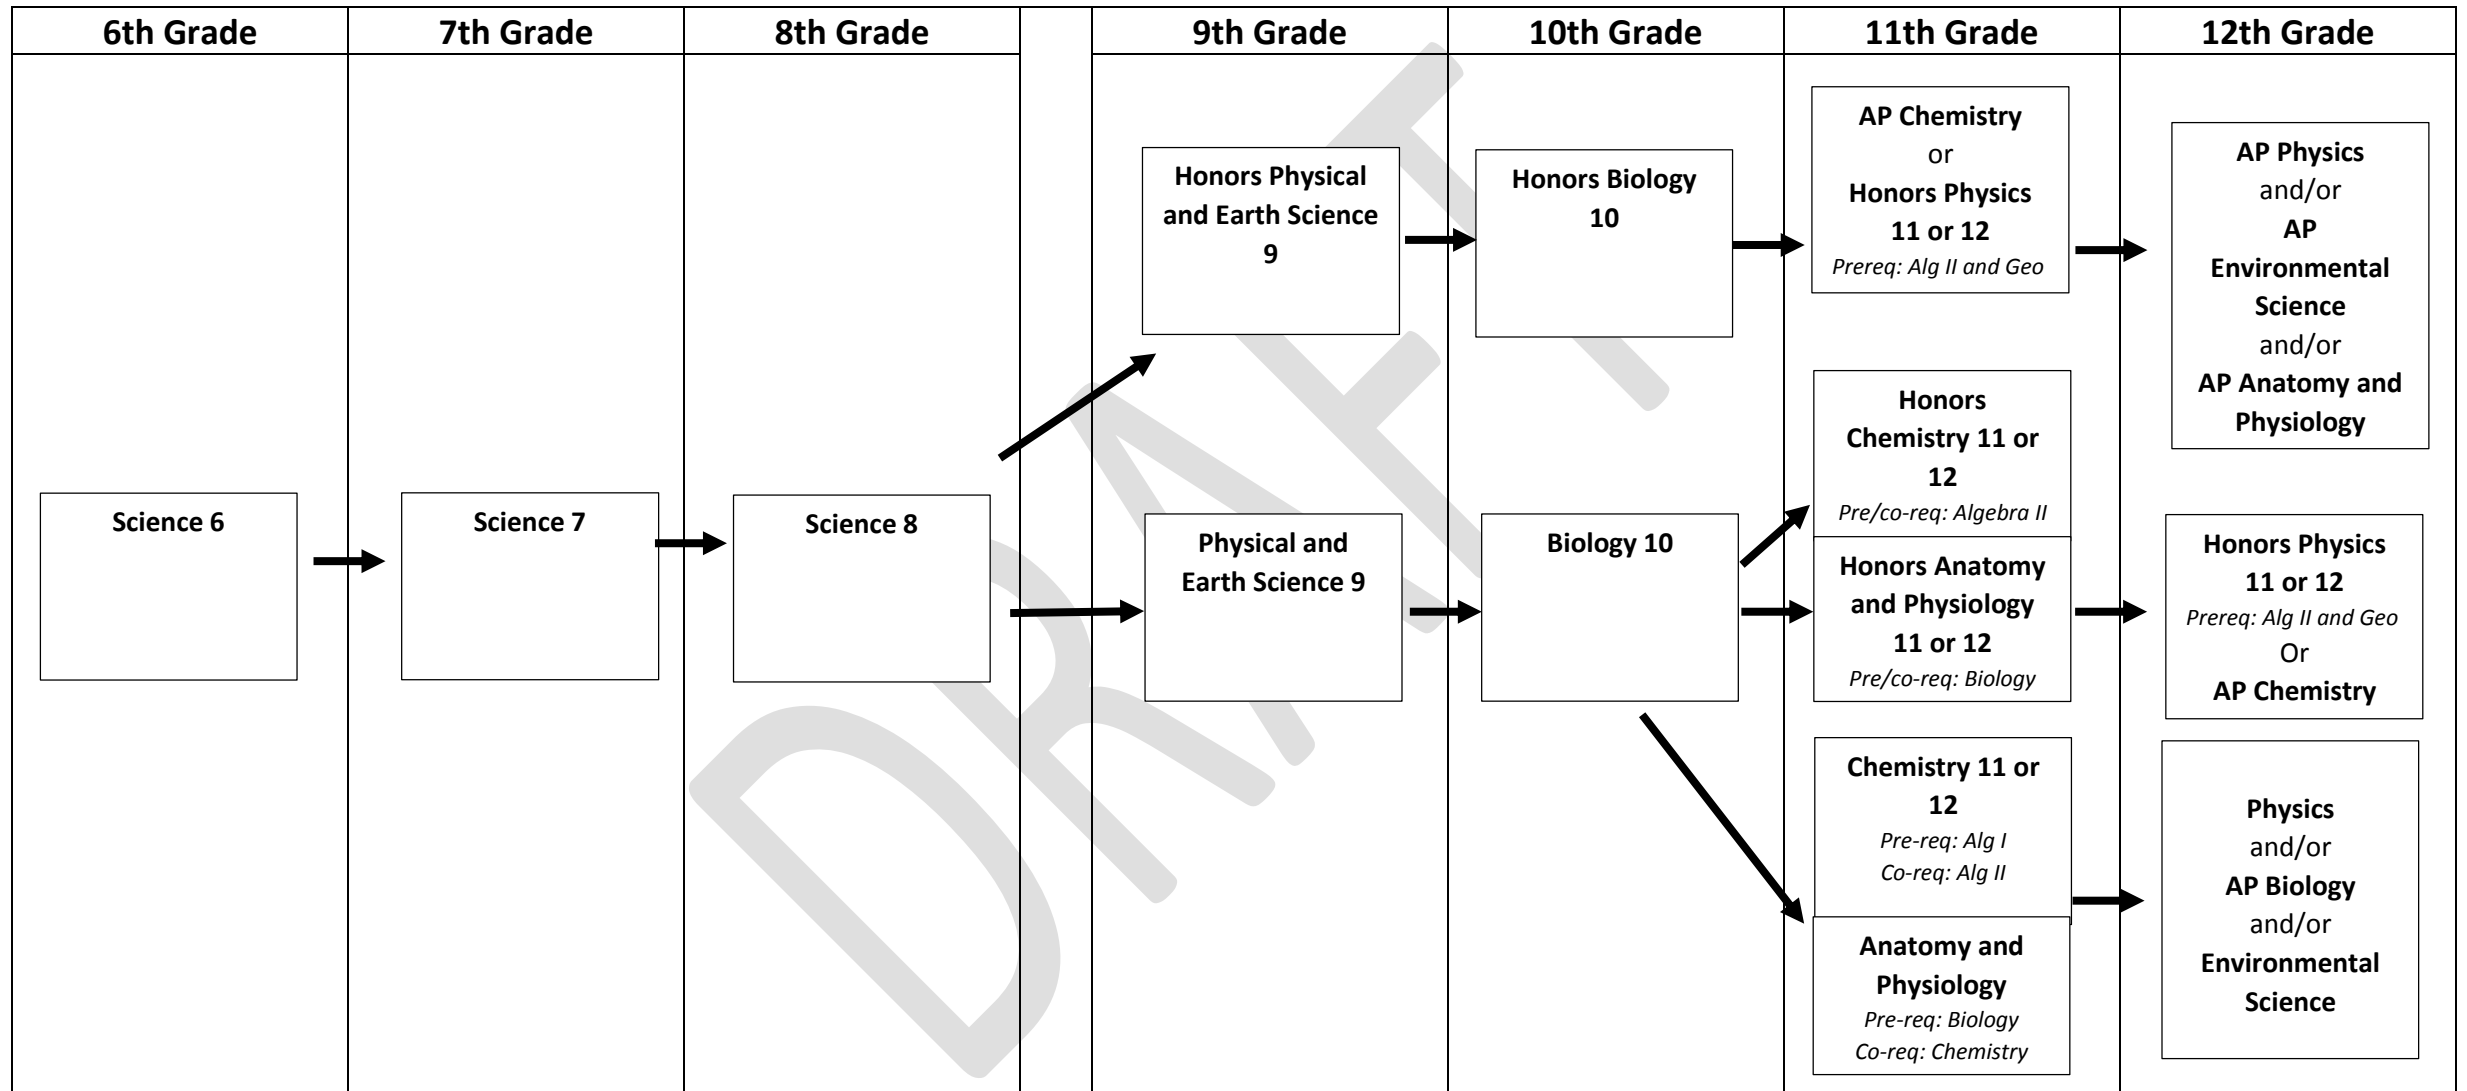 6th Grade
7th Grade
8th Grade
9th Grade
10th Grade
11th Grade
12th Grade
Science 6
Science 7
Science 8
Honors Physical
and Earth Science
9
Physical and
Earth Science 9
Honors Biology
10
Biology 10
AP Chemistry
or
Honors Physics
11 or 12
Prereq: Alg II and Geo
Honors
Chemistry 11 or
12
Pre/co-req: Algebra II
Honors Anatomy
and Physiology
11 or 12
Pre/co-req: Biology
Chemistry 11 or
12
Pre-req: Alg I
Co-req: Alg II
Anatomy and
Physiology
Pre-req: Biology
Co-req: Chemistry
AP Physics
and/or
AP
Environmental
Science
and/or
AP Anatomy and
Physiology
Honors Physics
11 or 12
Prereq: Alg II and Geo
Or
AP Chemistry
Physics
and/or
AP Biology
and/or
Environmental
Science
DRAFT